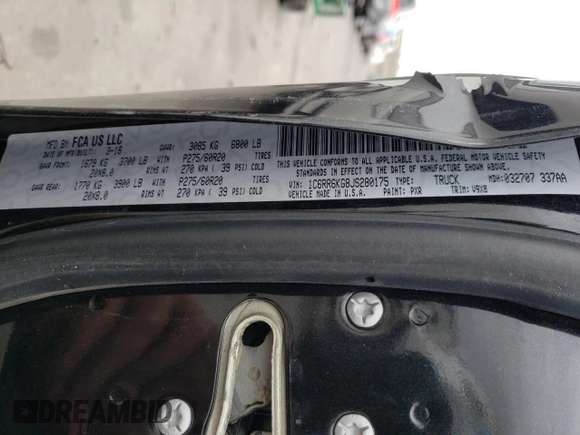 MFD BY FCA US LLC
DATE OF MFR(BUILT): 3-18 GVWR: 3085 KG 6800 LB
GAWR FRONT 1679 KG 3700 LB WITH P275/60R20 TIRES
20X8.0 RIMS AT 270 KPA ( 39 PSI) COLD
GAWR REAR 1770 KG 3900 LB WITH P275/60R20 TIRES
20X8.0 RIMS AT 270 KPA ( 39 PSI) COLD
THIS VEHICLE CONFORMS TO ALL APPLICABLE U.S.A. FEDERAL MOTOR VEHICLE SAFETY
STANDARDS IN EFFECT ON THE DATE OF MANUFACTURE SHOWN ABOVE.
VIN: 1C6RR6KG8JS280175 TYPE: TRUCK MDH: 032707 337AA
VEHICLE MADE IN U.S.A. PAINT: PXR TRIM: V9X8
DREAMBID